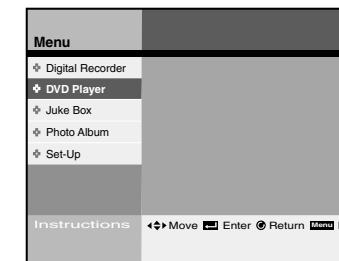 Menu
Digital Recorder
DVD Player
Juke Box
Photo Album
Set-Up
Instructions
Move Enter Return Menu